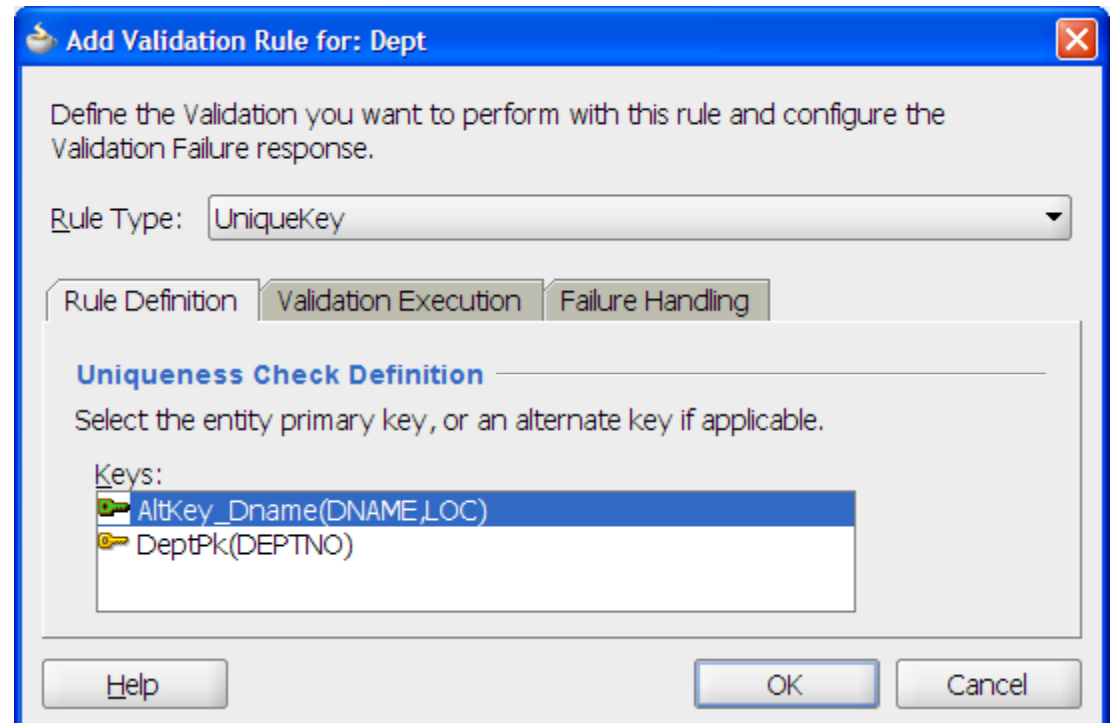 Add Validation Rule for: Dept
Define the Validation you want to perform with this rule and configure the
Validation Failure response.
Rule Type: UniqueKey
Rule Definition Validation Execution Failure Handling
Uniqueness Check Definition
Select the entity primary key, or an alternate key if applicable.
Keys:
AltKey_Dname(DNAME,LOC)
DeptPk(DEPTNO)
Help OK Cancel